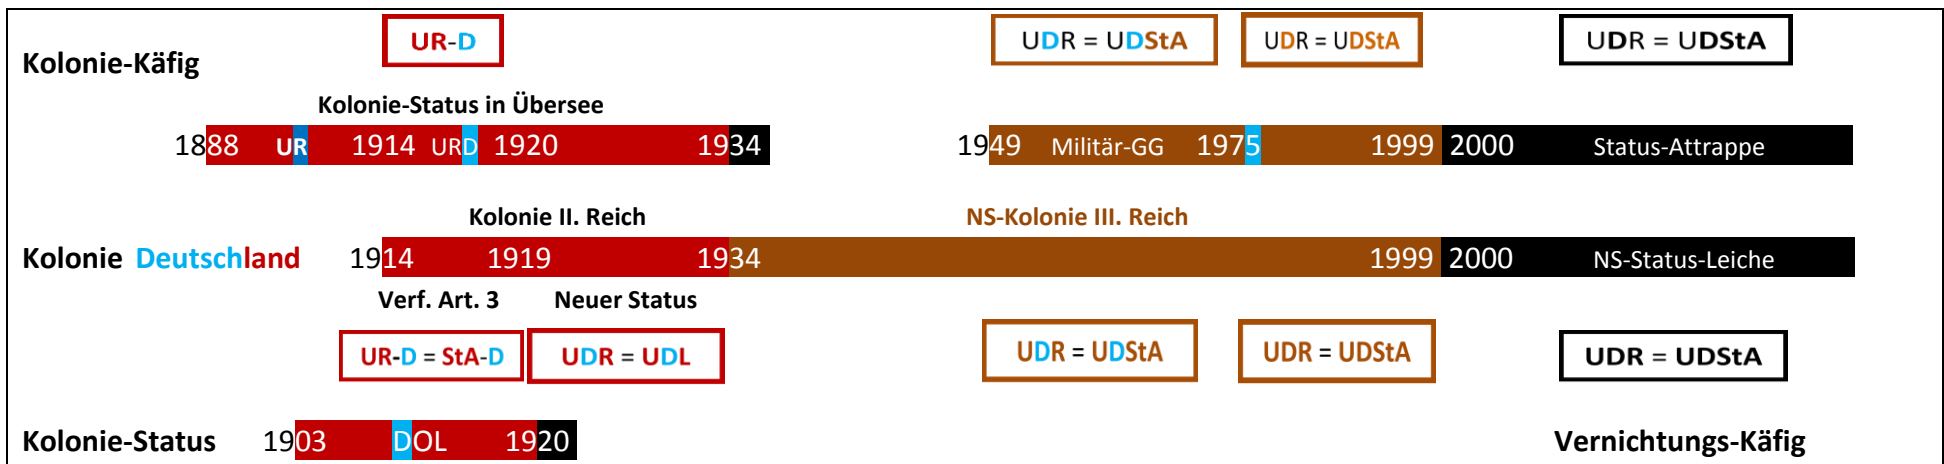 UR-D UDR = UDStA UDR = UDStA UDR = UDStA
Kolonie-Käfig
Kolonie-Status in Übersee
1888 UR 1914 URD 1920 1934 1949 Militär-GG 1975 1999 2000 Status-Attrappe
Kolonie II. Reich NS-Kolonie III. Reich
Kolonie Deutschland 1914 1919 1934 1999 2000 NS-Status-Leiche
Verf. Art. 3 Neuer Status
UR-D = StA-D UDR = UDL UDR = UDStA UDR = UDStA UDR = UDStA
Kolonie-Status 1903 DOL 1920 Vernichtungs-Käfig